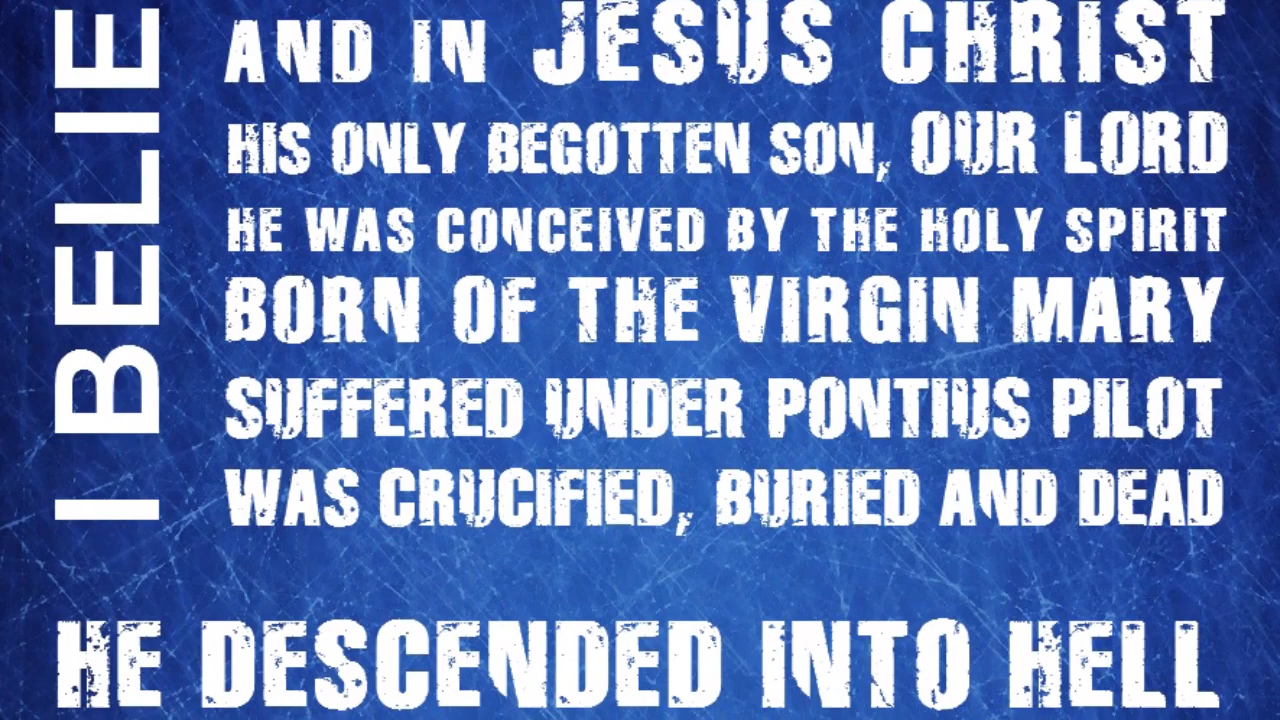 I BELIE
AND IN JESUS CHRIST
HIS ONLY BEGOTTEN SON, OUR LORD
HE WAS CONCEIVED BY THE HOLY SPIRIT
BORN OF THE VIRGIN MARY
SUFFERED UNDER PONTIUS PILOT
WAS CRUCIFIED, BURIED AND DEAD
HE DESCENDED INTO HELL